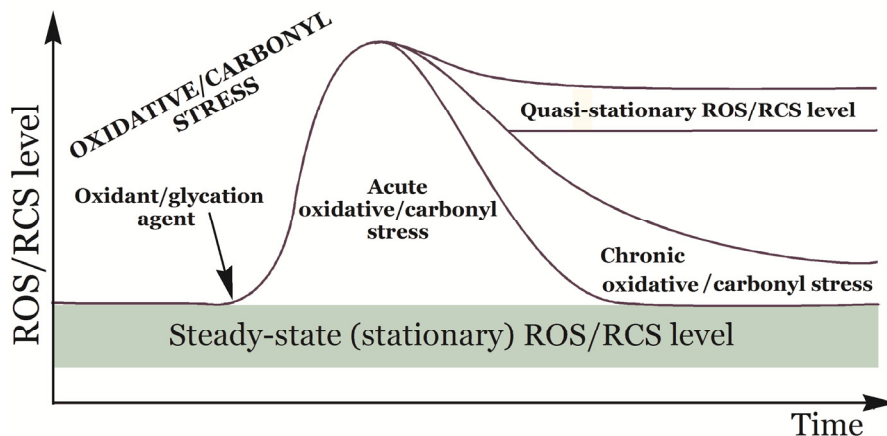 OXIDATIVE/CARBONYL
STRESS
ROS/RCS level
Oxidant/glycation
agent
Acute
oxidative/carbonyl
stress
Quasi-stationary ROS/RCS level
Chronic
oxidative/carbonyl stress
Steady-state (stationary) ROS/RCS level
Time